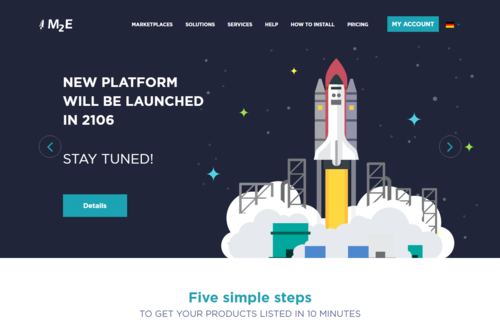 M2E
MARKETPLACES SOLUTIONS SERVICES HELP HOW TO INSTALL PRICING MY ACCOUNT
NEW PLATFORM
WILL BE LAUNCHED
IN 2106
STAY TUNED!
Details
Five simple steps
TO GET YOUR PRODUCTS LISTED IN 10 MINUTES